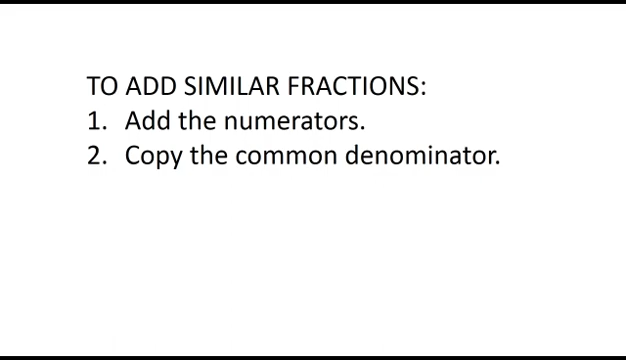 TO ADD SIMILAR FRACTIONS:
1. Add the numerators.
2. Copy the common denominator.